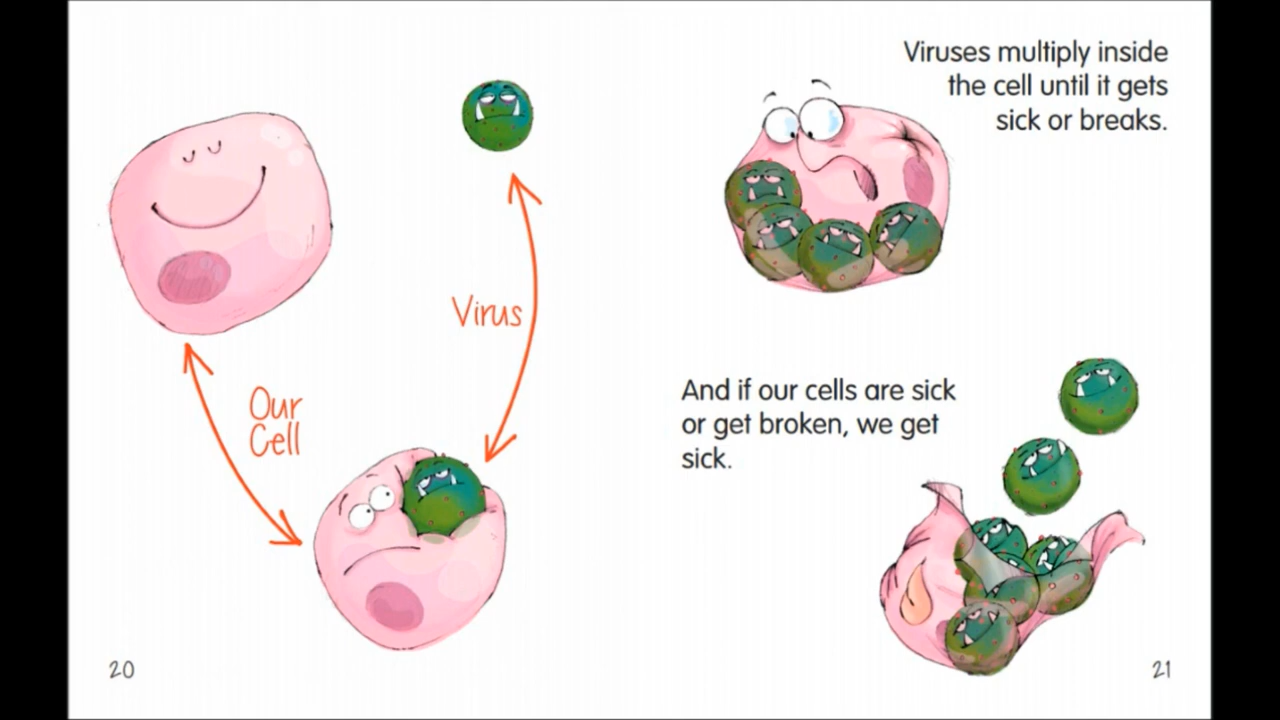 Virus
Our
Cell
20
Viruses multiply inside
the cell until it gets
sick or breaks.
And if our cells are sick
or get broken, we get
sick.
21